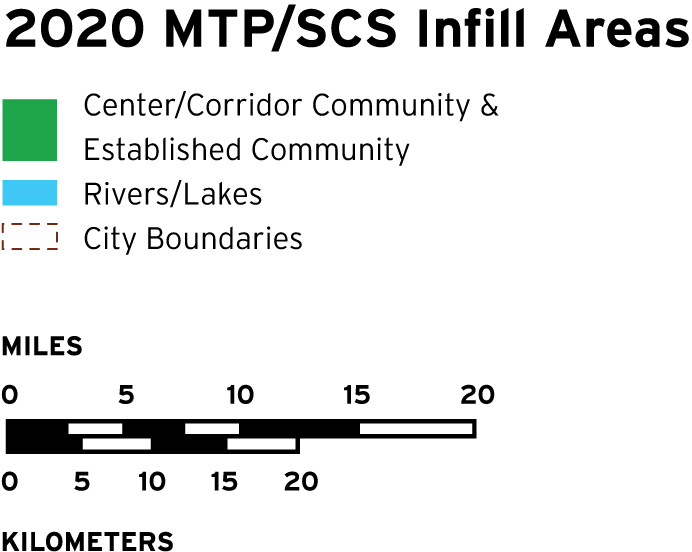 2020 MTP/SCS Infill Areas
Center/Corridor Community &
Established Community
Rivers/Lakes
City Boundaries
MILES
0 5 10 15 20
0 5 10 15 20
KILOMETERS